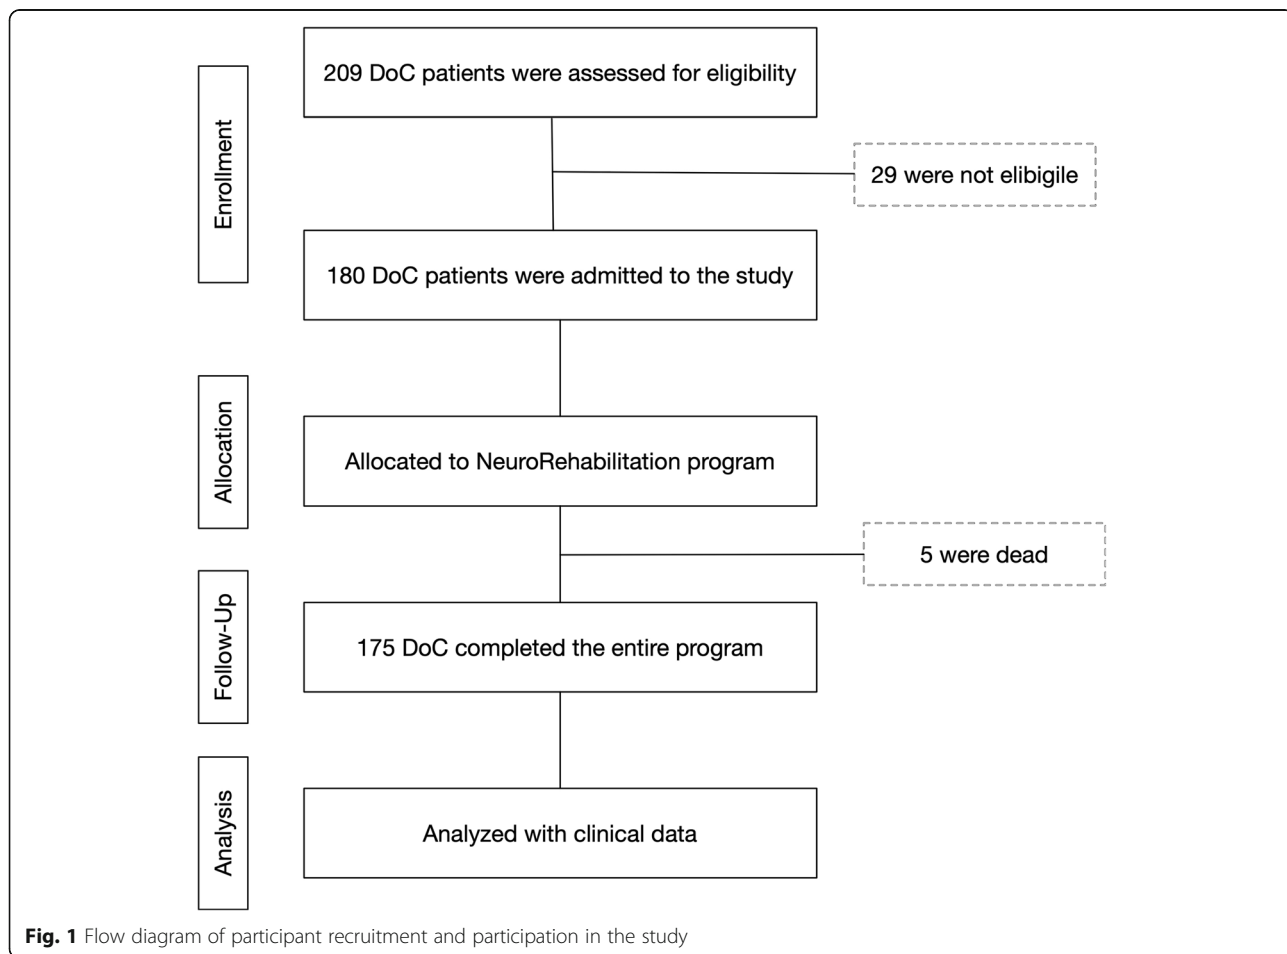 209 DoC patients were assessed for eligibility
Enrollment
29 were not elibigile
180 DoC patients were admitted to the study
Allocation
Allocated to NeuroRehabilitation program
5 were dead
Follow-Up
175 DoC completed the entire program
Analysis
Analyzed with clinical data
Fig. 1 Flow diagram of participant recruitment and participation in the study